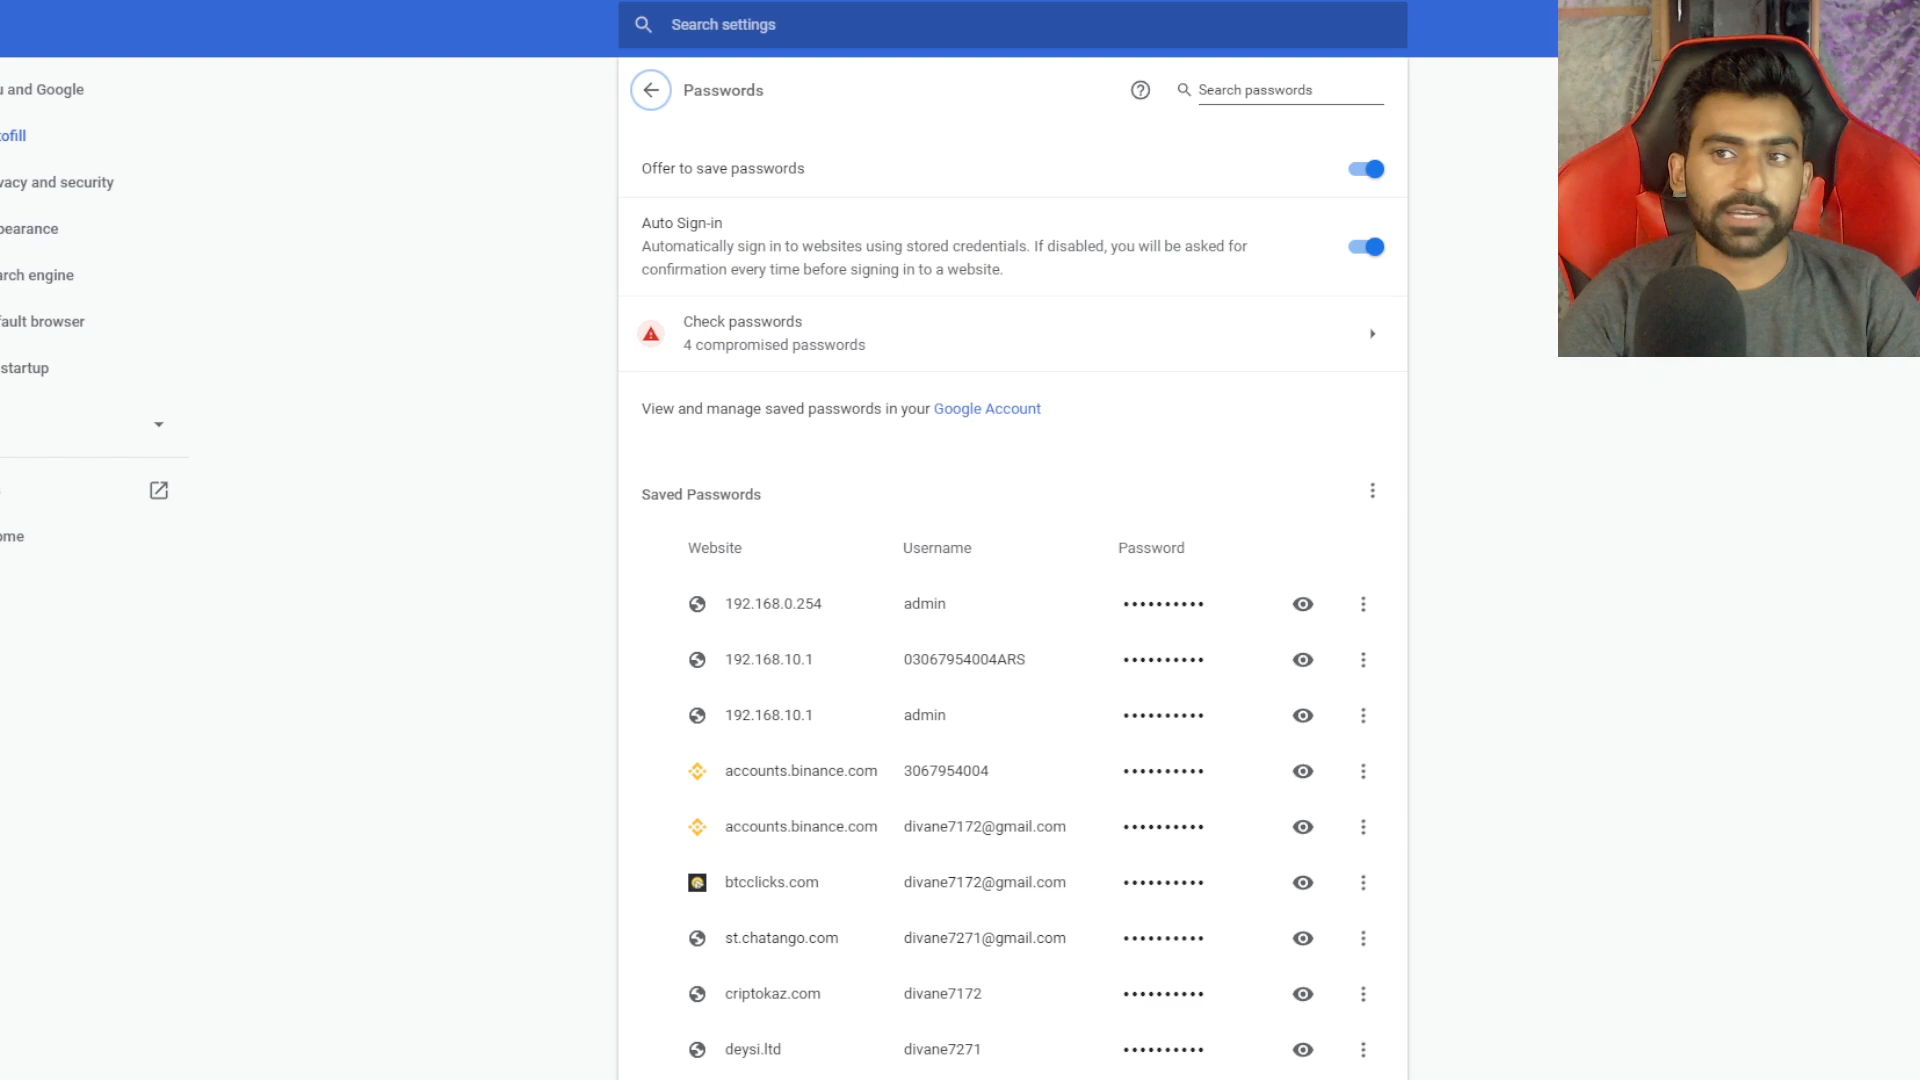 Search settings
u and Google
ofill
vacy and security
pearance
arch engine
fault browser
startup
ome
Passwords
Search passwords
Offer to save passwords
Auto Sign-in
Automatically sign in to websites using stored credentials. If disabled, you will be asked for
confirmation every time before signing in to a website.
Check passwords
4 compromised passwords
View and manage saved passwords in your Google Account
Saved Passwords
Website Username Password
192.168.0.254 admin ••••••••••
192.168.10.1 03067954004ARS ••••••••••
192.168.10.1 admin ••••••••••
accounts.binance.com 3067954004 ••••••••••
accounts.binance.com divane7172@gmail.com ••••••••••
btcclicks.com divane7172@gmail.com ••••••••••
st.chatango.com divane7271@gmail.com ••••••••••
criptokaz.com divane7172 ••••••••••
deysi.ltd divane7271 ••••••••••